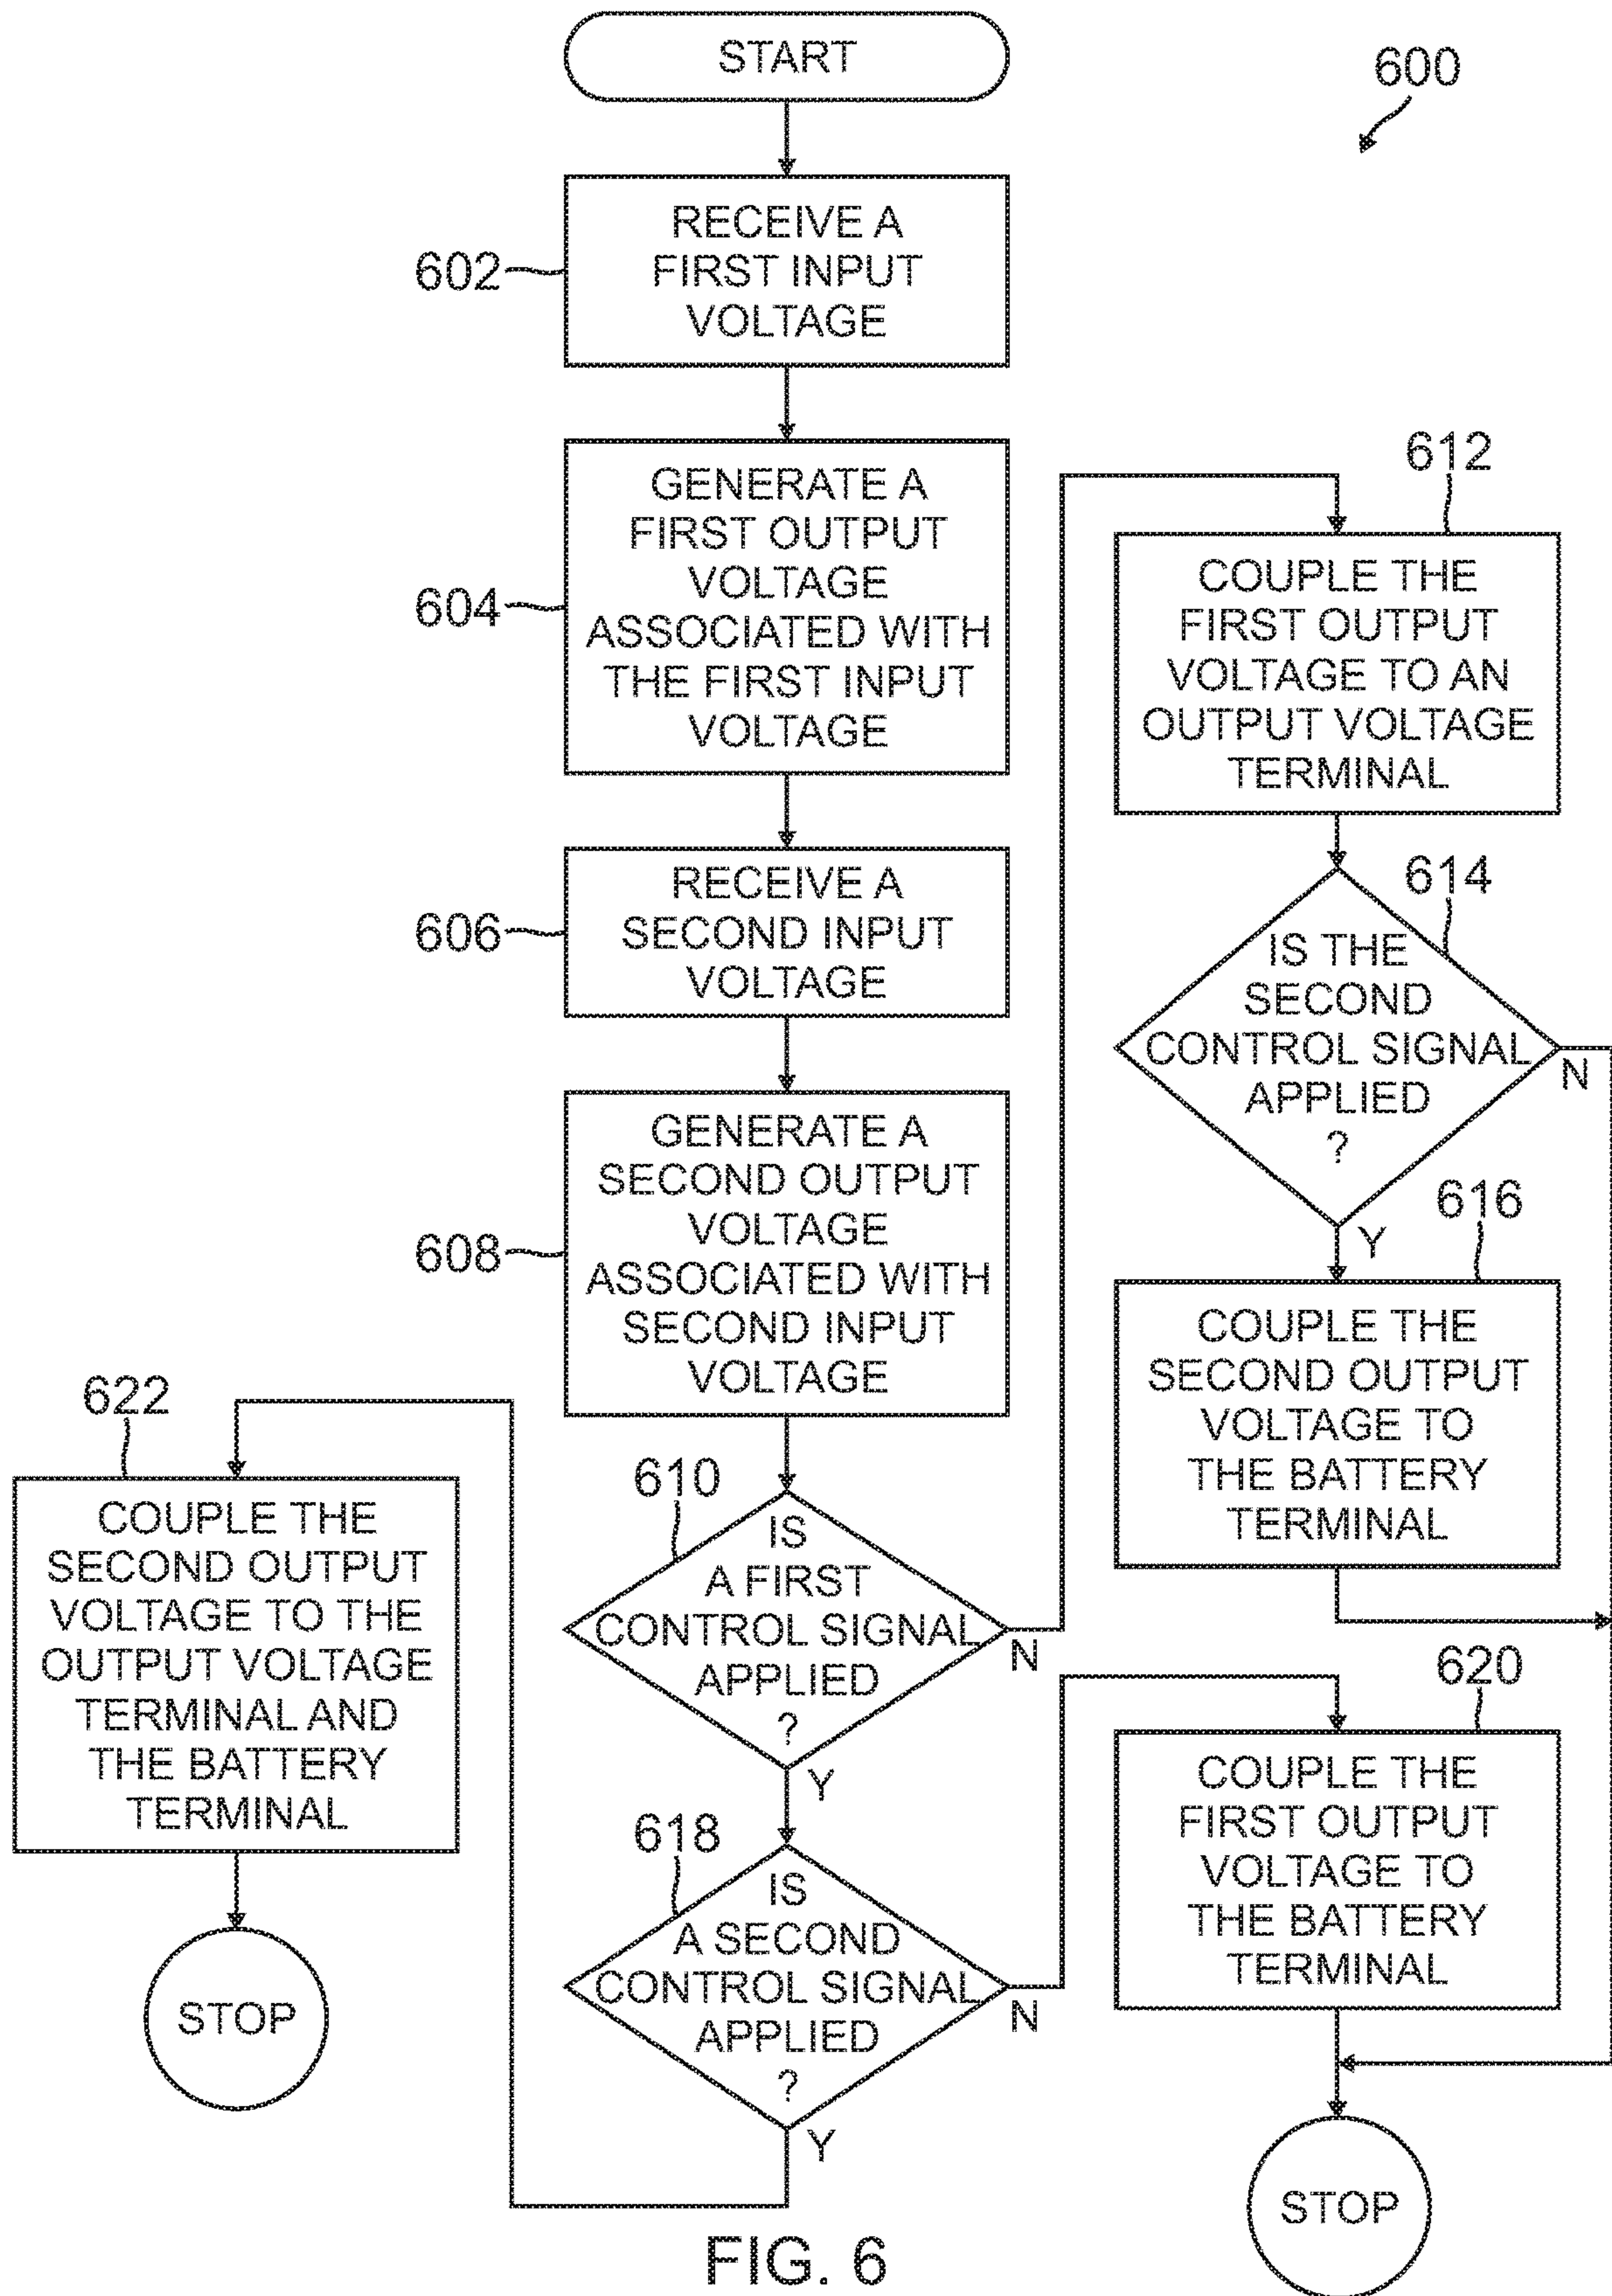 START
600
602
RECEIVE A
FIRST INPUT
VOLTAGE
604
GENERATE A
FIRST OUTPUT
VOLTAGE
ASSOCIATED WITH
THE FIRST INPUT
VOLTAGE
606
RECEIVE A
SECOND INPUT
VOLTAGE
608
GENERATE A
SECOND OUTPUT
VOLTAGE
ASSOCIATED WITH
SECOND INPUT
VOLTAGE
610
IS
A FIRST
CONTROL SIGNAL
APPLIED
?
N
Y
612
COUPLE THE
FIRST OUTPUT
VOLTAGE TO AN
OUTPUT VOLTAGE
TERMINAL
614
IS THE
SECOND
CONTROL SIGNAL
APPLIED
?
N
Y
616
COUPLE THE
SECOND OUTPUT
VOLTAGE TO
THE BATTERY
TERMINAL
618
IS
A SECOND
CONTROL SIGNAL
APPLIED
?
N
Y
620
COUPLE THE
FIRST OUTPUT
VOLTAGE TO
THE BATTERY
TERMINAL
STOP
622
COUPLE THE
SECOND OUTPUT
VOLTAGE TO THE
OUTPUT VOLTAGE
TERMINAL AND
THE BATTERY
TERMINAL
STOP
FIG. 6